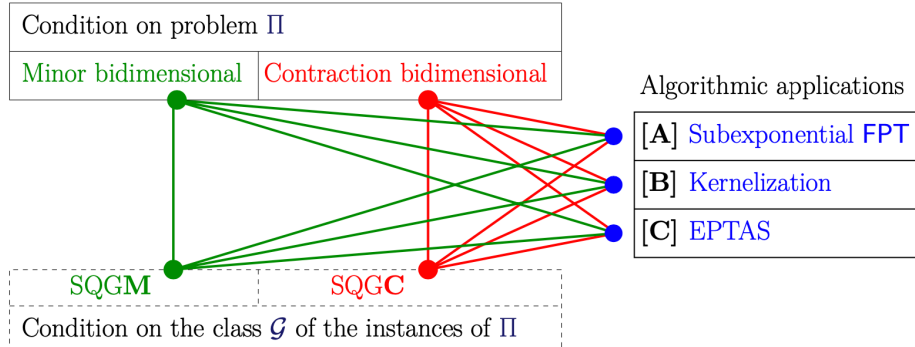 Condition on problem Π
Minor bidimensional
Contraction bidimensional
Algorithmic applications
[A] Subexponential FPT
[B] Kernelization
[C] EPTAS
SQGM
SQGC
Condition on the class 𝓖 of the instances of Π